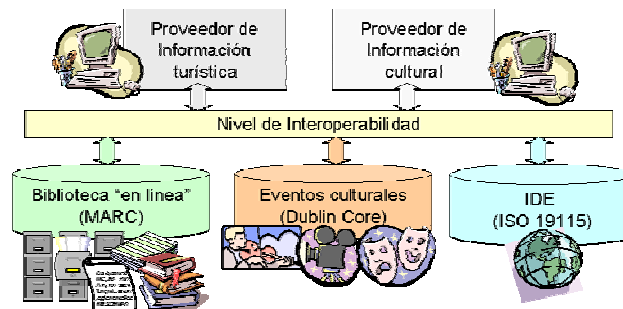 Proveedor de
Información
turística
Proveedor de
Información
cultural
Nivel de Interoperabilidad
Biblioteca "en línea"
(MARC)
Eventos culturales
(Dublin Core)
IDE
(ISO 19115)